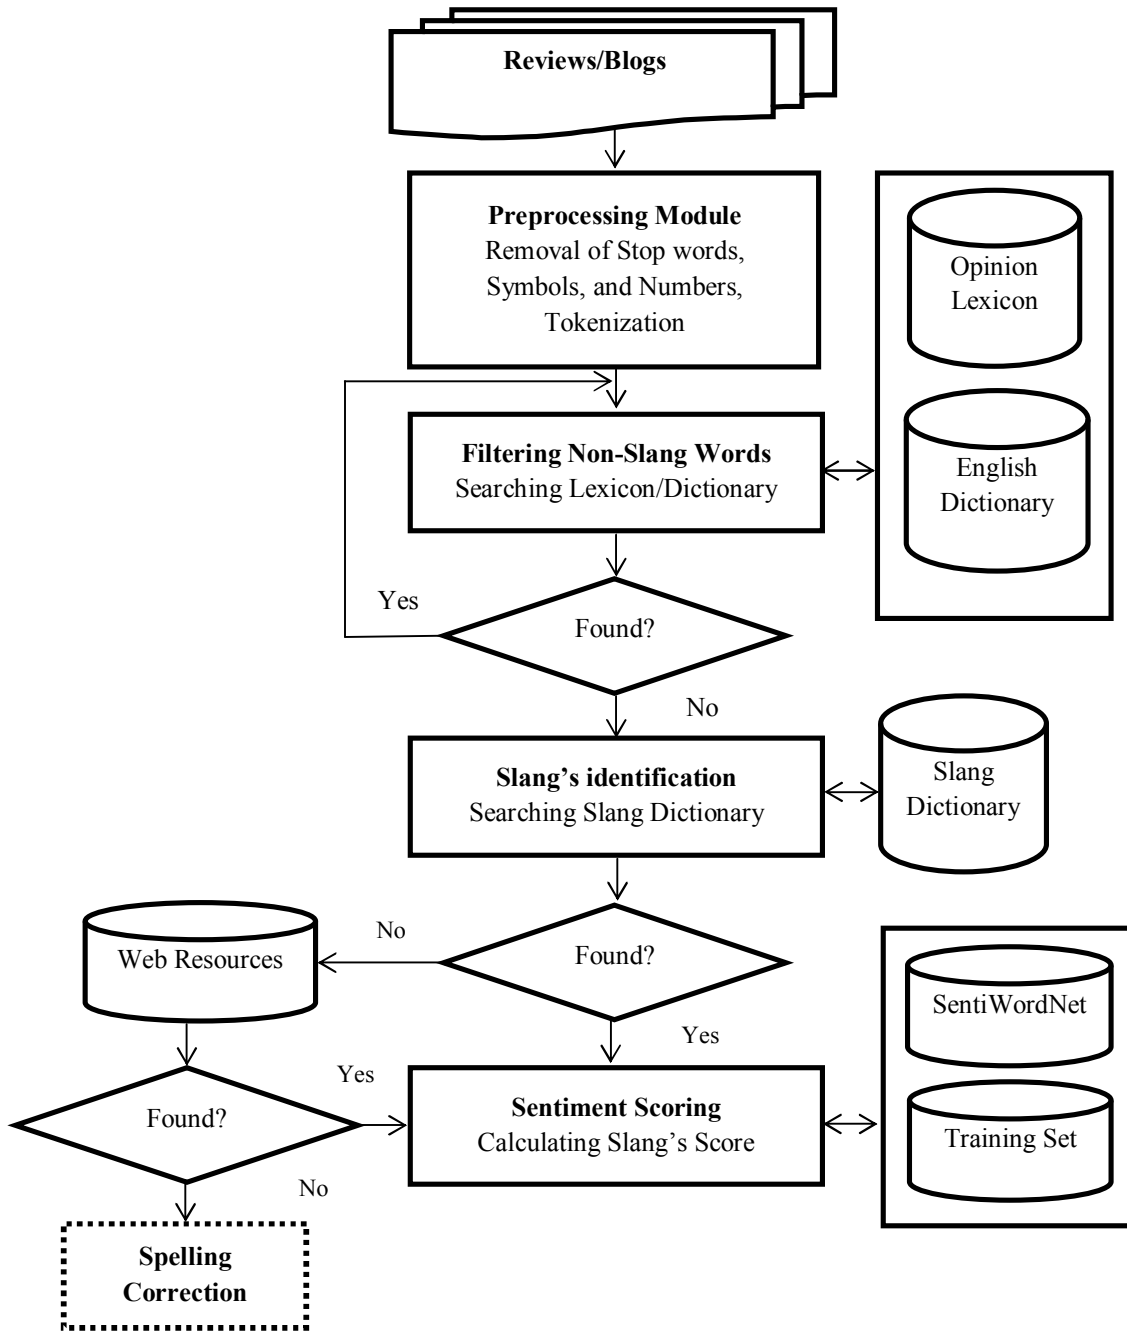 Reviews/Blogs
Preprocessing Module
Removal of Stop words,
Symbols, and Numbers,
Tokenization
Opinion
Lexicon
English
Dictionary
Filtering Non-Slang Words
Searching Lexicon/Dictionary
Yes
Found?
No
Slang’s identification
Searching Slang Dictionary
Slang
Dictionary
No
Web Resources
Found?
Yes
SentiWordNet
Training Set
Yes
Found?
Sentiment Scoring
Calculating Slang’s Score
No
Spelling
Correction